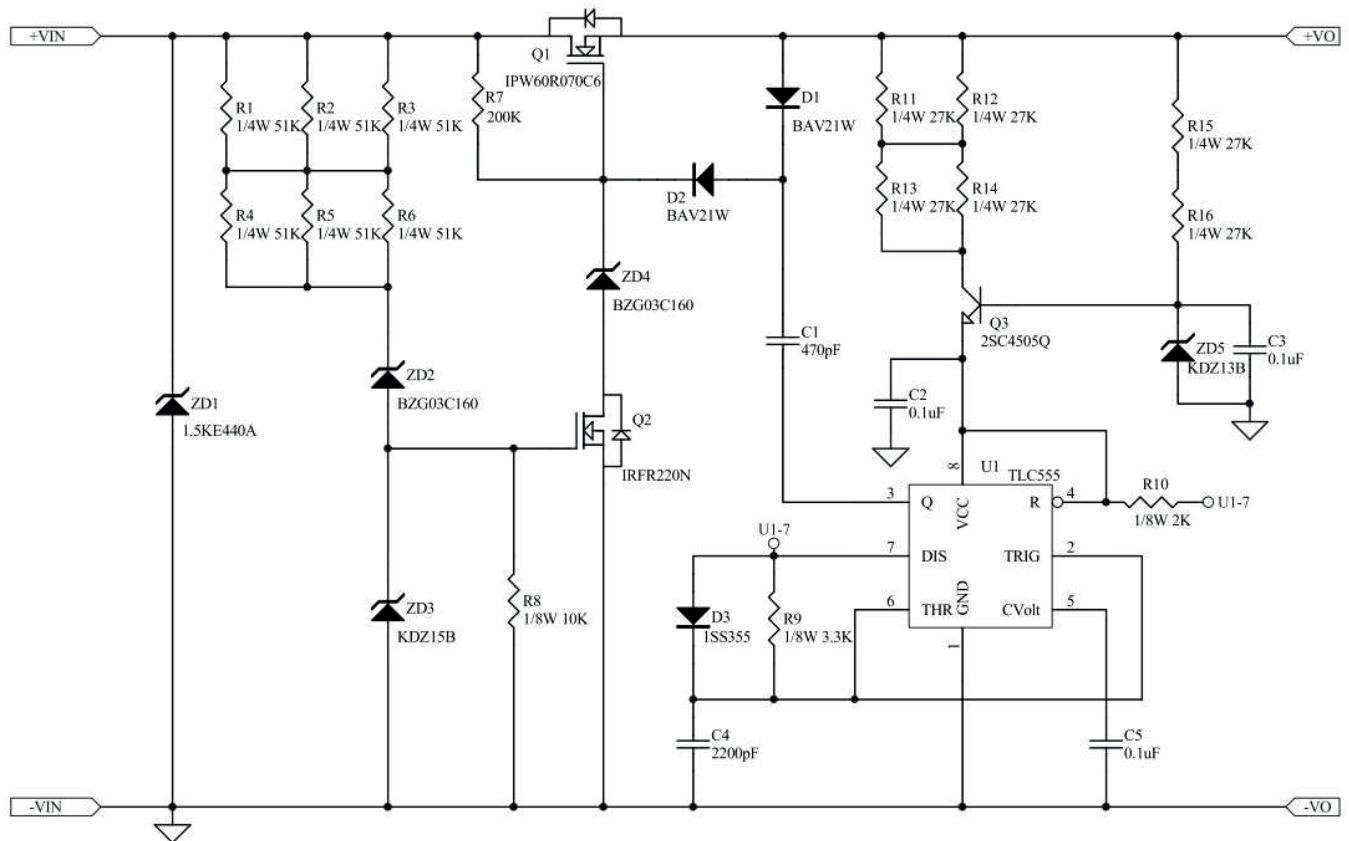 +VIN
+VO
Q1
IPW60R070C6
R1
1/4W 51K
R2
1/4W 51K
R3
1/4W 51K
R7
200K
D1
BAV21W
R11
1/4W 27K
R12
1/4W 27K
R15
1/4W 27K
R4
1/4W 51K
R5
1/4W 51K
R6
1/4W 51K
D2
BAV21W
R13
1/4W 27K
R14
1/4W 27K
R16
1/4W 27K
ZD4
BZG03C160
C1
470pF
Q3
2SC4505Q
ZD5
KDZ13B
C3
0.1uF
ZD1
1.5KE440A
ZD2
BZG03C160
Q2
IRFR220N
C2
0.1uF
8
U1
TLC555
3
Q
VCC
R
4
R10
1/8W 2K
U1-7
U1-7
7
DIS
TRIG
2
6
THR
GND
CVolt
5
1
ZD3
KDZ15B
R8
1/8W 10K
D3
1SS355
R9
1/8W 3.3K
C4
2200pF
C5
0.1uF
-VIN
-VO